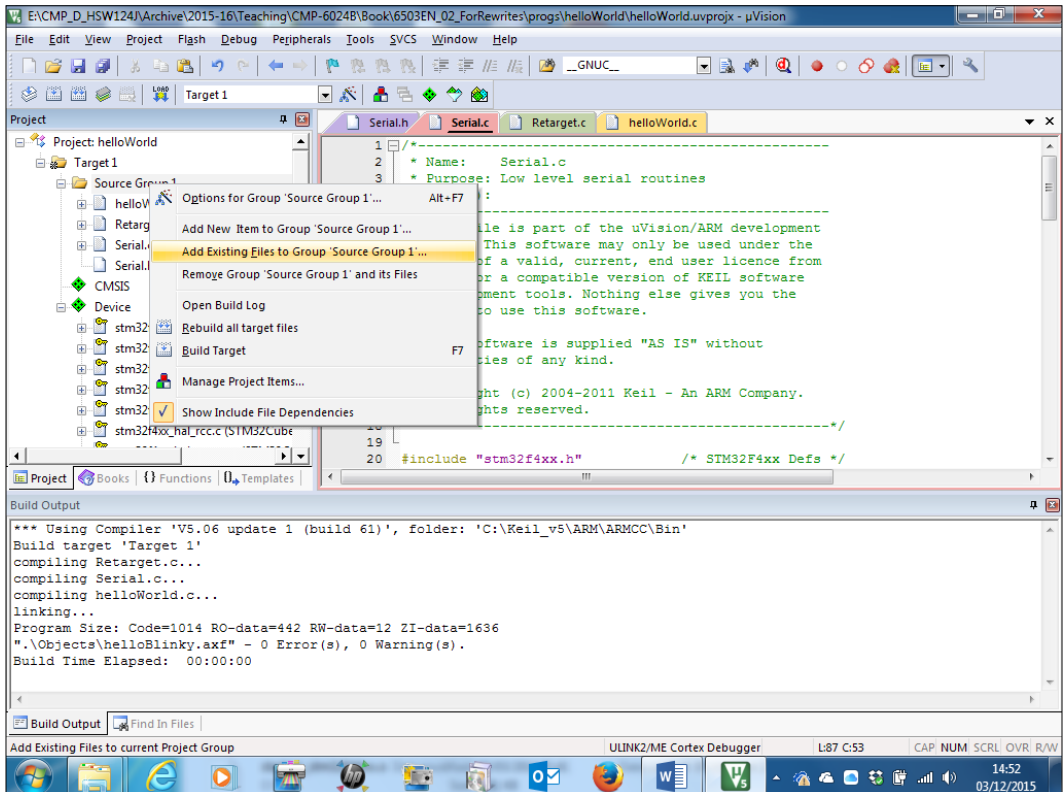 E:\CMP_D_HSW124J\Archive\2015-16\Teaching\CMP-6024B\Book\6503EN_02_ForRewrites\progs\helloWorld\helloWorld.uvprojx - µVision
File Edit View Project Flash Debug Peripherals Tools SVCS Window Help
__GNUC__
LOAD Target 1
Project
Serial.h Serial.c Retarget.c helloWorld.c
Project: helloWorld
Target 1
Source Group 1
Retarg
Serial.
CMSIS
Device
stm32
stm32
stm32
stm32
stm32
stm32f4xx_hal_rcc.c (STM32Cube
Options for Group 'Source Group 1'... Alt+F7
Add New Item to Group 'Source Group 1'...
Add Existing Files to Group 'Source Group 1'...
Remove Group 'Source Group 1' and its Files
Open Build Log
Rebuild all target files
Build Target F7
Manage Project Items...
Show Include File Dependencies
1 /*----------------------------------------------------
2 * Name: Serial.c
3 * Purpose: Low level serial routines
:
----------------------------------------------------
ile is part of the uVision/ARM development
This software may only be used under the
of a valid, current, end user licence from
r a compatible version of KEIL software
pment tools. Nothing else gives you the
to use this software.
oftware is supplied "AS IS" without
ties of any kind.
ght (c) 2004-2011 Keil - An ARM Company.
ghts reserved.
----------------------------------------------------*/
19
20 #include "stm32f4xx.h" /* STM32F4xx Defs */
Project Books {} Functions Templates
Build Output
*** Using Compiler 'V5.06 update 1 (build 61)', folder: 'C:\Keil_v5\ARM\ARMCC\Bin'
Build target 'Target 1'
compiling Retarget.c...
compiling Serial.c...
compiling helloWorld.c...
linking...
Program Size: Code=1014 RO-data=442 RW-data=12 ZI-data=1636
".\Objects\helloBlinky.axf" - 0 Error(s), 0 Warning(s).
Build Time Elapsed: 00:00:00
Build Output Find In Files
Add Existing Files to current Project Group ULINK2/ME Cortex Debugger L:87 C:53 CAP NUM SCRL OVR R/W
14:52
03/12/2015